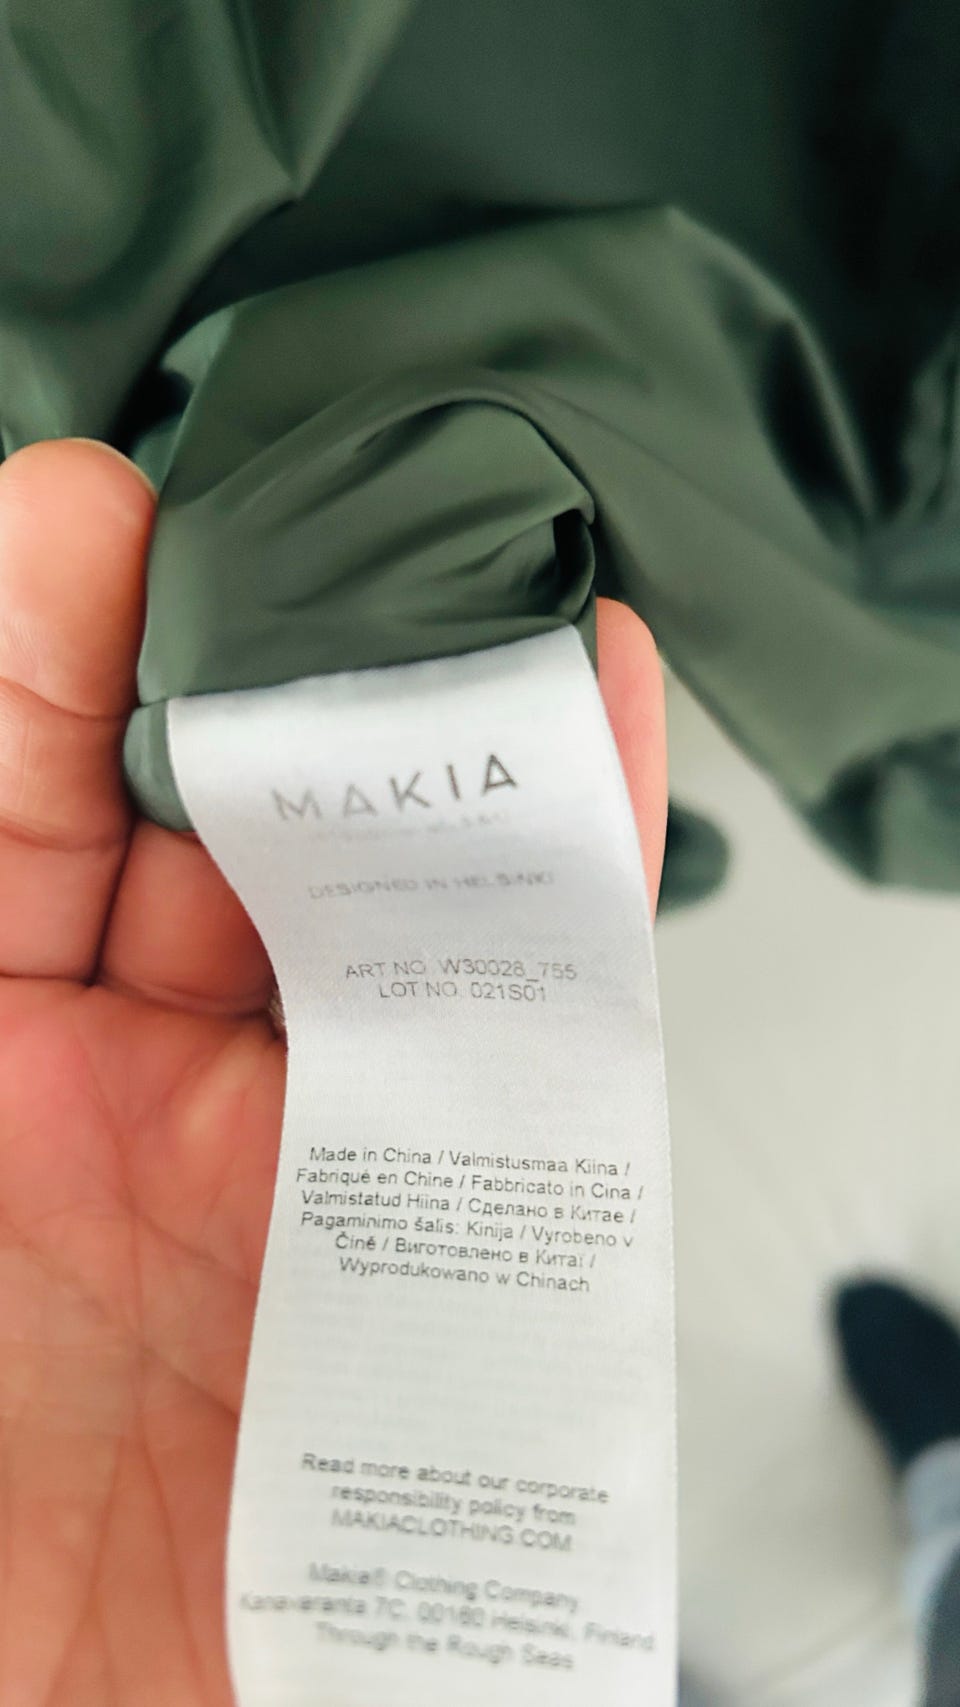 MAKIA
DESIGNED IN HELSINKI
ART NO. W30028_755
LOT NO. 021S01
Made in China / Valmistusmaa Kiina /
Fabriqué en Chine / Fabbricato in Cina /
Valmistatud Hiina / Сделано в Китае /
Pagaminimo šalis: Kinija / Vyrobeno v
Číně / Виготовлено в Китаї /
Wyprodukowano w Chinach
Read more about our corporate
responsibility policy from
MAKIACLOTHING.COM
Makia® Clothing Company
Kanavaranta 7C, 00160 Helsinki, Finland
Through the Rough Seas